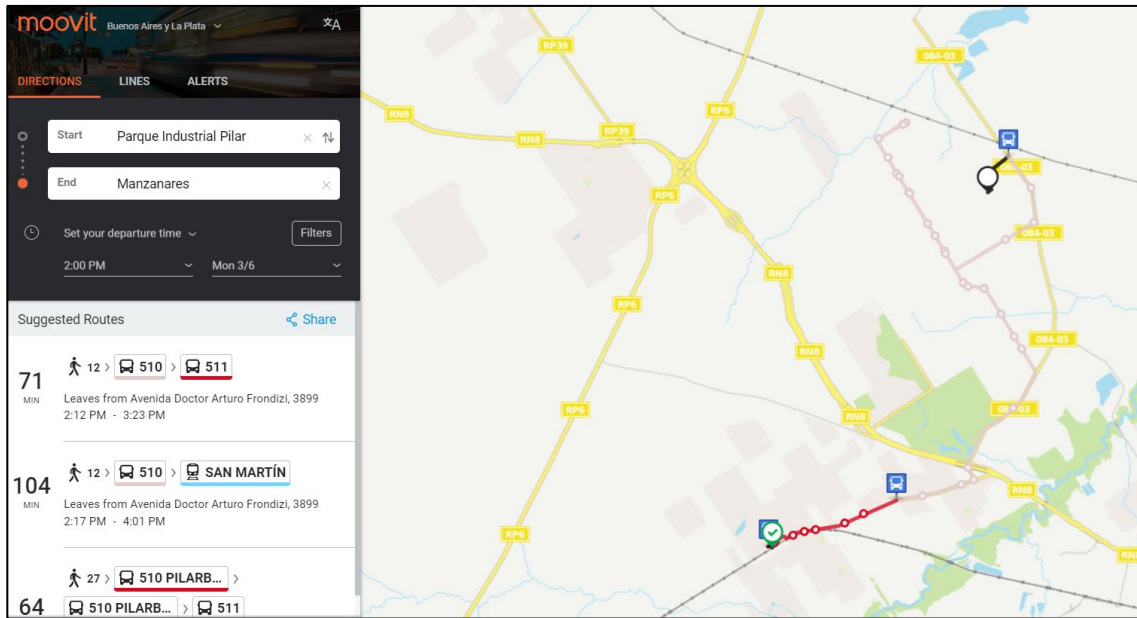 moovit Buenos Aires y La Plata
DIRECTIONS LINES ALERTS
Start Parque Industrial Pilar
End Manzanares
Set your departure time Filters
2:00 PM Mon 3/6
Suggested Routes Share
71 MIN
12 > 510 > 511
Leaves from Avenida Doctor Arturo Frondizi, 3899
2:12 PM - 3:23 PM
104 MIN
12 > 510 > SAN MARTÍN
Leaves from Avenida Doctor Arturo Frondizi, 3899
2:17 PM - 4:01 PM
64
27 > 510 PILARB... >
510 PILARB... > 511
RP39
084-03
RN8
RN8
RP39
RP6
RP6
084-03
084-03
RN8
RP6
084-03
RN8
RP6
084-03
RN8
RN8
RP6